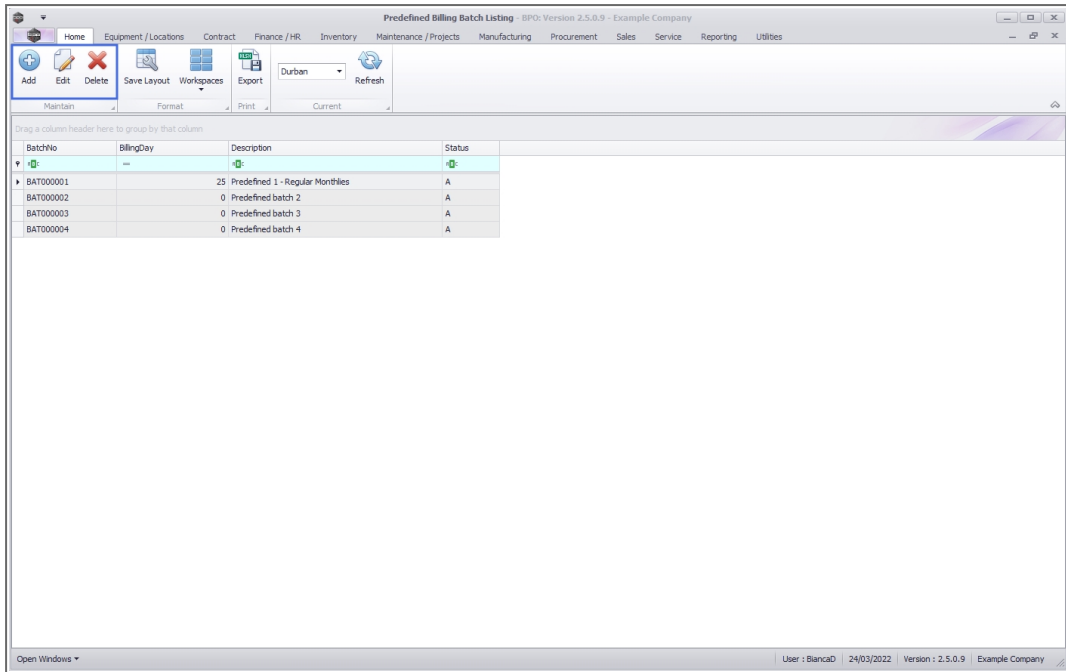 Predefined Billing Batch Listing - BPO: Version 2.5.0.9 - Example Company
Home Equipment / Locations Contract Finance / HR Inventory Maintenance / Projects Manufacturing Procurement Sales Service Reporting Utilities
Add Edit Delete Save Layout Workspaces Export Durban Refresh
Maintain Format Print Current
Drag a column header here to group by that column
BatchNo BillingDay Description Status
BAT000001 25 Predefined 1 - Regular Monthlies A
BAT000002 0 Predefined batch 2 A
BAT000003 0 Predefined batch 3 A
BAT000004 0 Predefined batch 4 A
Open Windows User : BiancaD 24/03/2022 Version : 2.5.0.9 Example Company